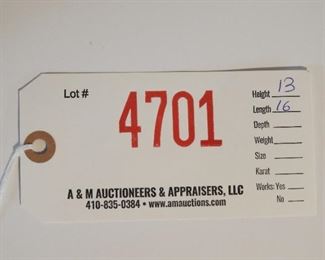 Lot #
4701
Height 13
Length 16
Depth
Weight
Size
Karat
Works: Yes
No
A & M AUCTIONEERS & APPRAISERS, LLC
410-835-0384 • www.amauctions.com